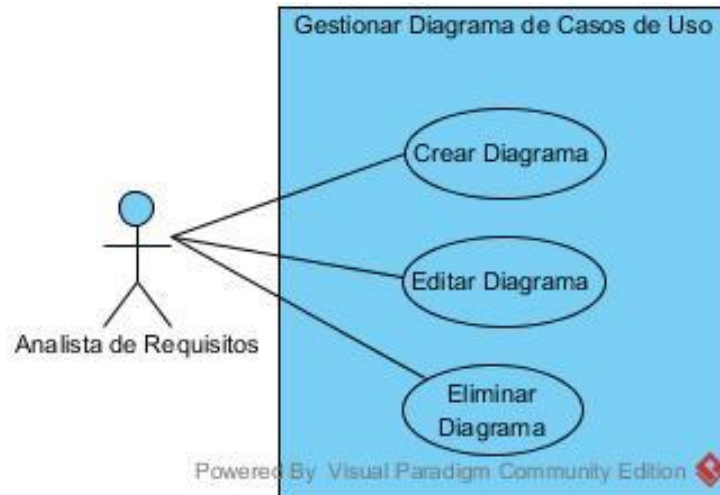 Gestionar Diagrama de Casos de Uso
Crear Diagrama
Editar Diagrama
Analista de Requisitos
Eliminar
Diagrama
Powered By Visual Paradigm Community Edition